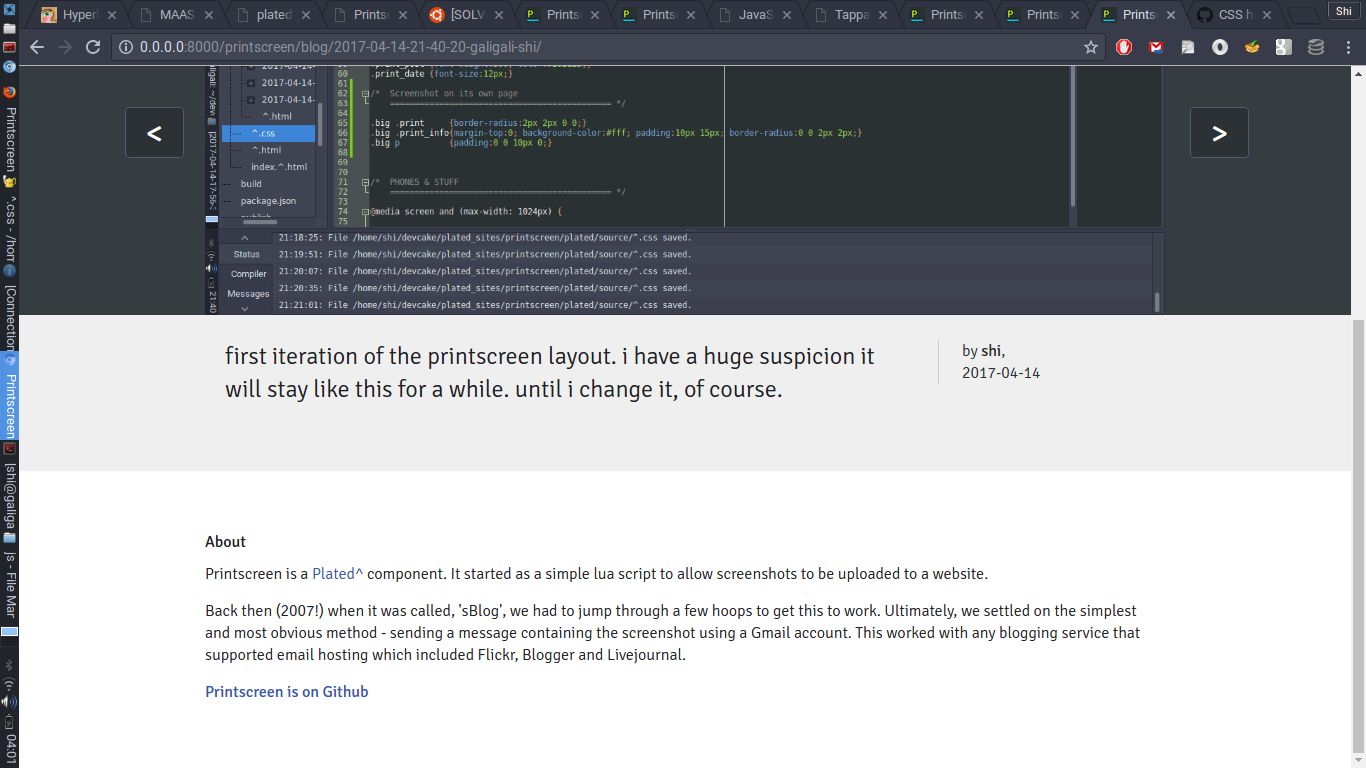 Hyperl
MAAS
plated
Prints
[SOLV
Prints
Prints
JavaS
Tappa
Prints
Prints
Prints
CSS h
Shi
0.0.0.0:8000/printscreen/blog/2017-04-14-21-40-20-galigali-shi/
2017-04-14-
2017-04-14-
^.html
^.css
^.html
index.^.html
build
package.json
60 .print_date {font-size:12px;}
61
62 /* Screenshot on its own page
63 ============================================ */
64
65 .big .print {border-radius:2px 2px 0 0;}
66 .big .print_info{margin-top:0; background-color:#fff; padding:10px 15px; border-radius:0 0 2px 2px;}
67 .big p {padding:0 0 10px 0;}
68
69
70
71 /* PHONES & STUFF
72 ============================================ */
73
74 @media screen and (max-width: 1024px) {
75
<
>
Status
Compiler
Messages
21:18:25: File /home/shi/devcake/plated_sites/printscreen/plated/source/^.css saved.
21:19:51: File /home/shi/devcake/plated_sites/printscreen/plated/source/^.css saved.
21:20:07: File /home/shi/devcake/plated_sites/printscreen/plated/source/^.css saved.
21:20:35: File /home/shi/devcake/plated_sites/printscreen/plated/source/^.css saved.
21:21:01: File /home/shi/devcake/plated_sites/printscreen/plated/source/^.css saved.
21:40
first iteration of the printscreen layout. i have a huge suspicion it
will stay like this for a while. until i change it, of course.
by shi,
2017-04-14
About
Printscreen is a Plated^ component. It started as a simple lua script to allow screenshots to be uploaded to a website.
Back then (2007!) when it was called, 'sBlog', we had to jump through a few hoops to get this to work. Ultimately, we settled on the simplest
and most obvious method - sending a message containing the screenshot using a Gmail account. This worked with any blogging service that
supported email hosting which included Flickr, Blogger and Livejournal.
Printscreen is on Github
Printscreen
^.css - /hom
[Connection
Printscreen
[shi@galiga
js - File Mar
04:01